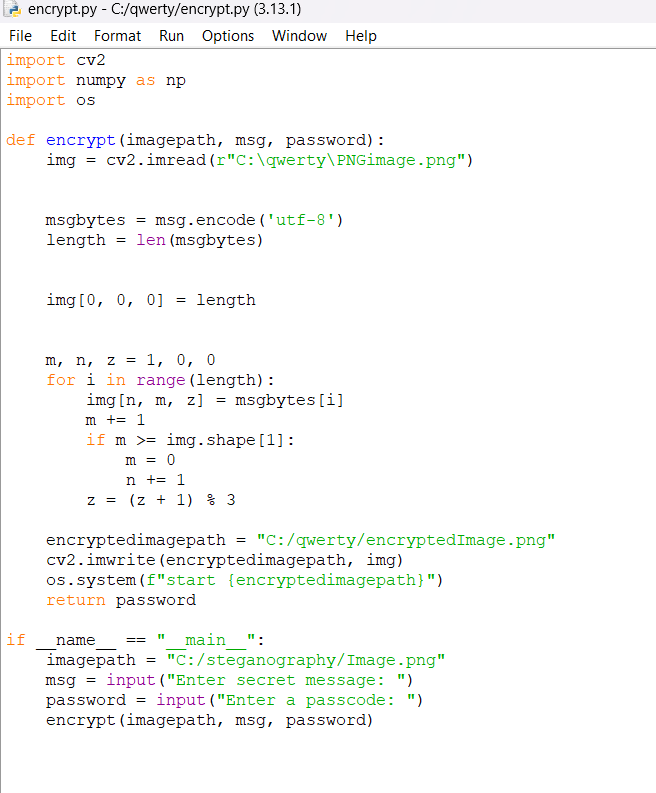 encrypt.py - C:/qwerty/encrypt.py (3.13.1)
File Edit Format Run Options Window Help
import cv2
import numpy as np
import os

def encrypt(imagepath, msg, password):
    img = cv2.imread(r"C:\qwerty\PNGimage.png")


    msgbytes = msg.encode('utf-8')
    length = len(msgbytes)


    img[0, 0, 0] = length


    m, n, z = 1, 0, 0
    for i in range(length):
        img[n, m, z] = msgbytes[i]
        m += 1
        if m >= img.shape[1]:
            m = 0
            n += 1
        z = (z + 1) % 3

    encryptedimagepath = "C:/qwerty/encryptedImage.png"
    cv2.imwrite(encryptedimagepath, img)
    os.system(f"start {encryptedimagepath}")
    return password

if __name__ == "__main__":
    imagepath = "C:/steganography/Image.png"
    msg = input("Enter secret message: ")
    password = input("Enter a passcode: ")
    encrypt(imagepath, msg, password)